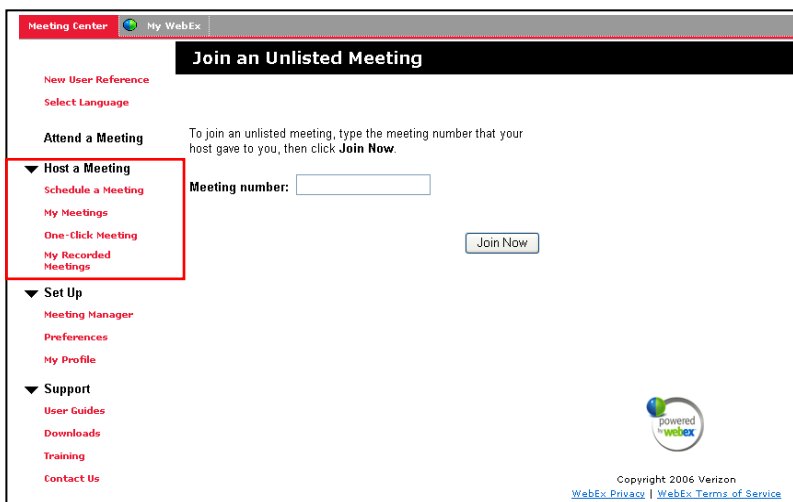 Meeting Center My WebEx
Join an Unlisted Meeting
New User Reference
Select Language
Attend a Meeting
Host a Meeting
Schedule a Meeting
My Meetings
One-Click Meeting
My Recorded
Meetings
Set Up
Meeting Manager
Preferences
My Profile
Support
User Guides
Downloads
Training
Contact Us
To join an unlisted meeting, type the meeting number that your
host gave to you, then click Join Now.
Meeting number:
Join Now
powered
by webex
Copyright 2006 Verizon
WebEx Privacy | WebEx Terms of Service